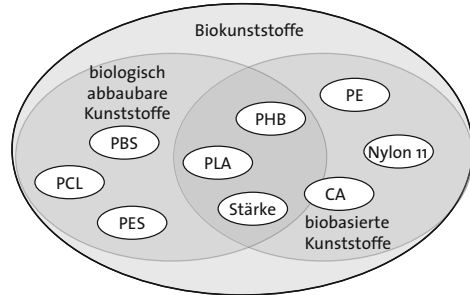 Biokunststoffe
biologisch
abbaubare
Kunststoffe
PBS
PCL
PES
PHB
PLA
Stärke
PE
Nylon 11
CA
biobasierte
Kunststoffe